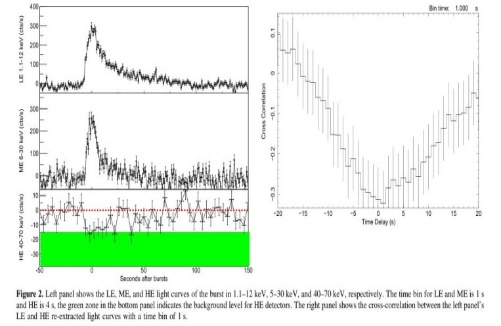 400
300
200
100
0
LE 1.1-12 keV (cts/s)
300
200
100
0
ME 6-30 keV (cts/s)
10
0
-10
-20
-30
HE 40-70 keV (cts/s)
-50 0 50 100 150
Seconds after bursts
Bin time: 1.000 s
0.1
0
-0.1
-0.2
-0.3
Cross Correlation
-20 -15 -10 -5 0 5 10 15 20
Time Delay (s)
Figure 2. Left panel shows the LE, ME, and HE light curves of the burst in 1.1–12 keV, 5–30 keV, and 40–70 keV, respectively. The time bin for LE and ME is 1 s
and HE is 4 s, the green zone in the bottom panel indicates the background level for HE detectors. The right panel shows the cross-correlation between the left panel's
LE and HE re-extracted light curves with a time bin of 1 s.